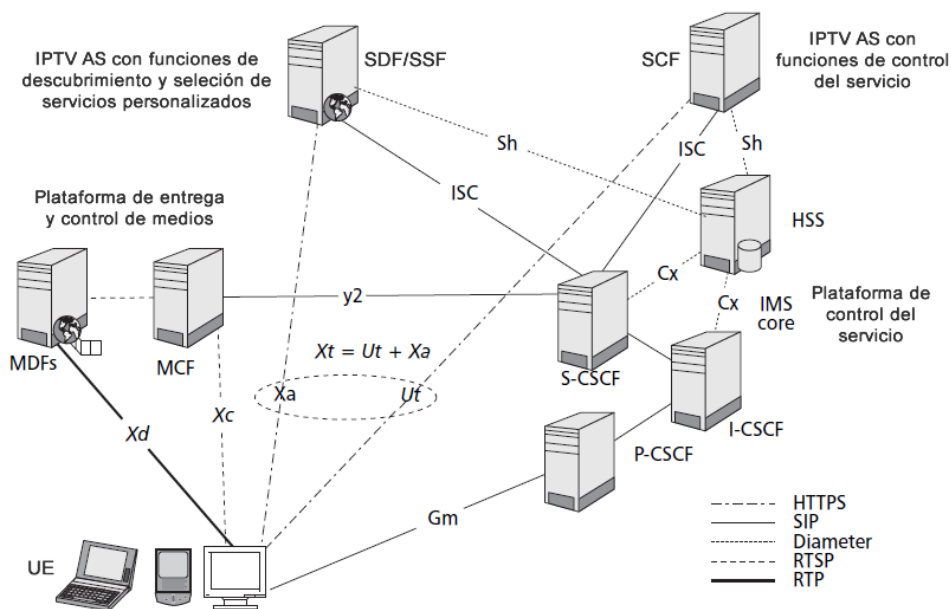 IPTV AS con funciones de
descubrimiento y seleción de
servicios personalizados
SDF/SSF
SCF
IPTV AS con
funciones de control
del servicio
Sh
ISC
Sh
ISC
Plataforma de entrega
y control de medios
HSS
Cx
y2
Cx
IMS
core
Plataforma de
control del
servicio
MDFs
MCF
Xt = Ut + Xa
S-CSCF
Xa
Ut
Xc
Xd
I-CSCF
P-CSCF
Gm
UE
HTTPS
SIP
Diameter
RTSP
RTP